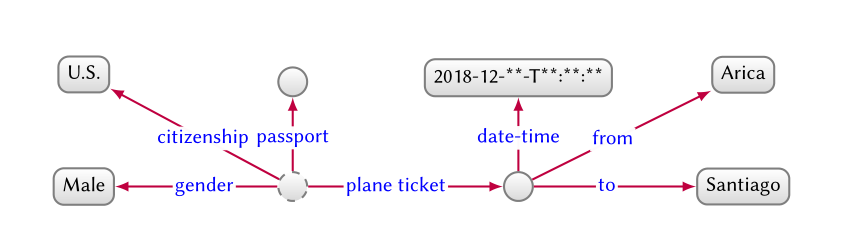 U.S.
2018-12-**-T**:**:**
Arica
citizenship
passport
date-time
from
Male
gender
plane ticket
to
Santiago